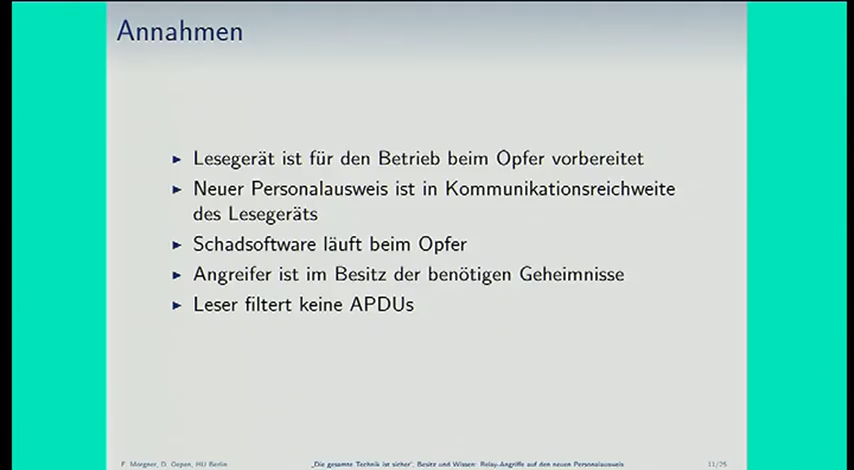 Annahmen
▶ Lesegerät ist für den Betrieb beim Opfer vorbereitet
▶ Neuer Personalausweis ist in Kommunikationsreichweite
des Lesegeräts
▶ Schadsoftware läuft beim Opfer
▶ Angreifer ist im Besitz der benötigen Geheimnisse
▶ Leser filtert keine APDUs
F. Morgner, D. Oepen, HU Berlin
„Die gesamte Technik ist sicher“, Besitz und Wissen: Relay-Angriffe auf den neuen Personalausweis
11/25